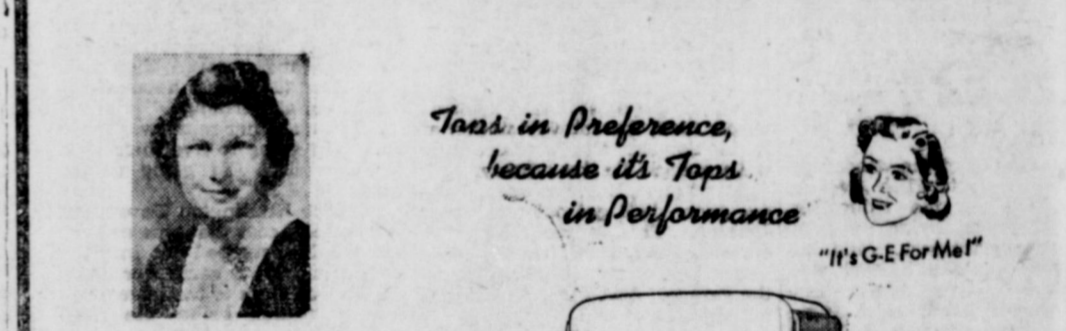 Tops in Preference,
because it's Tops
in Performance
"It's G-E For Me!"